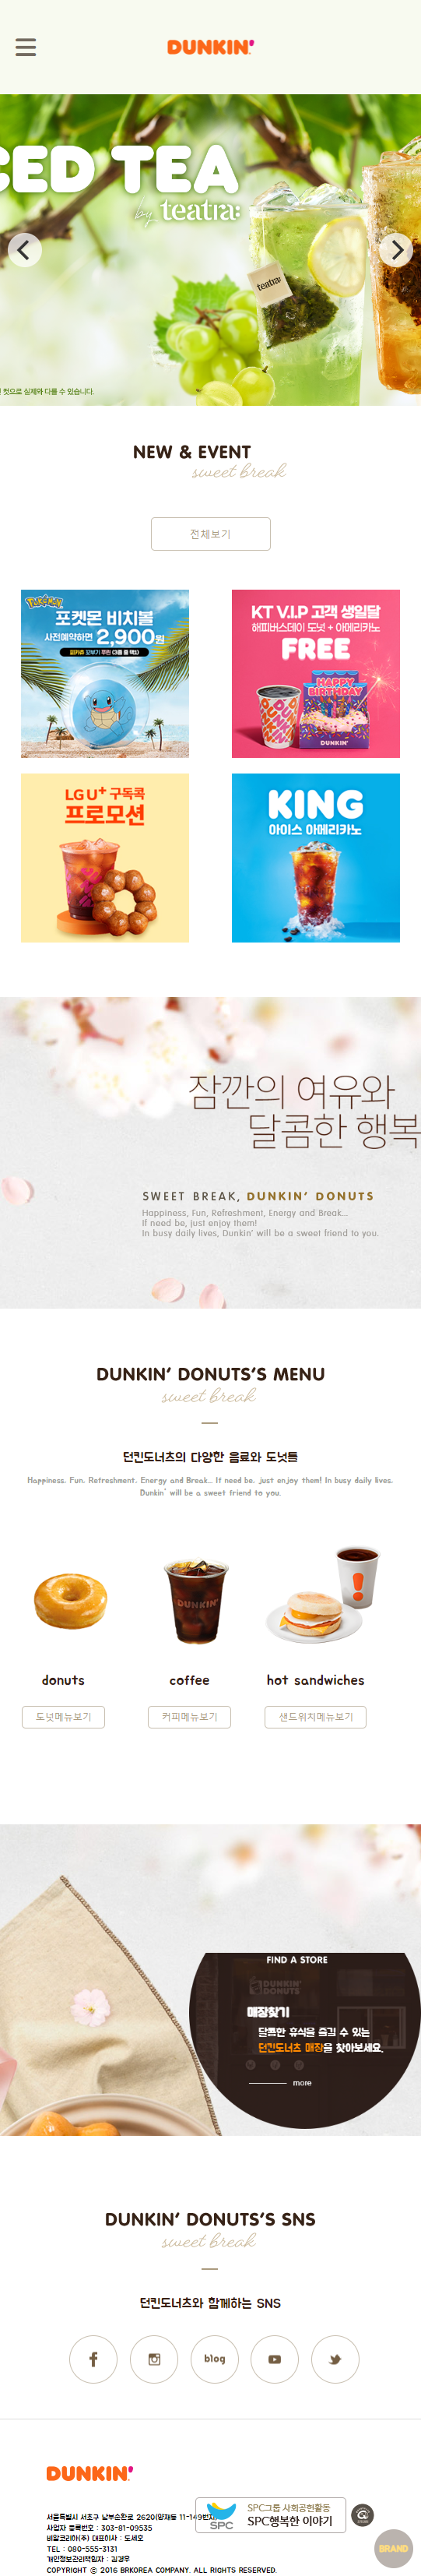 DUNKIN'
CED TEA
by teatra:
teatra:
컷으로 실제와 다를 수 있습니다.
NEW & EVENT
sweet break
전체보기
Pokémon
포켓몬 비치볼
사전예약하면 2,900원
KT V.I.P 고객 생일달
해피버스데이 도넛 + 아메리카노
FREE
HAPPY
BIRTHDAY
DUNKIN'
LG U+ 구독콕
프로모션
KING
아이스 아메리카노
잠깐의 여유와
달콤한 행복
SWEET BREAK, DUNKIN' DONUTS
Happiness, Fun, Refreshment, Energy and Break...
If need be, just enjoy them!
In busy daily lives, Dunkin' will be a sweet friend to you.
DUNKIN' DONUTS'S MENU
sweet break
던킨도너츠의 다양한 음료와 도넛들
Happiness, Fun, Refreshment, Energy and Break... If need be, just enjoy them! In busy daily lives,
Dunkin' will be a sweet friend to you.
DUNKIN'
donuts
coffee
hot sandwiches
도넛메뉴보기
커피메뉴보기
샌드위치메뉴보기
FIND A STORE
DUNKIN'
DONUTS
매장찾기
달콤한 휴식을 즐길 수 있는
던킨도너츠 매장을 찾아보세요.
more
DUNKIN' DONUTS'S SNS
sweet break
던킨도너츠와 함께하는 SNS
blog
DUNKIN'
서울특별시 서초구 남부순환로 2620(양재동 11-149번지)
사업자 등록번호 : 303-81-09535
비알코리아(주) 대표이사 : 도세호
TEL : 080-555-3131
개인정보관리책임자 : 김경우
COPYRIGHT © 2016 BRKOREA COMPANY. ALL RIGHTS RESERVED.
SPC
SPC그룹 사회공헌활동
SPC행복한 이야기
BRAND